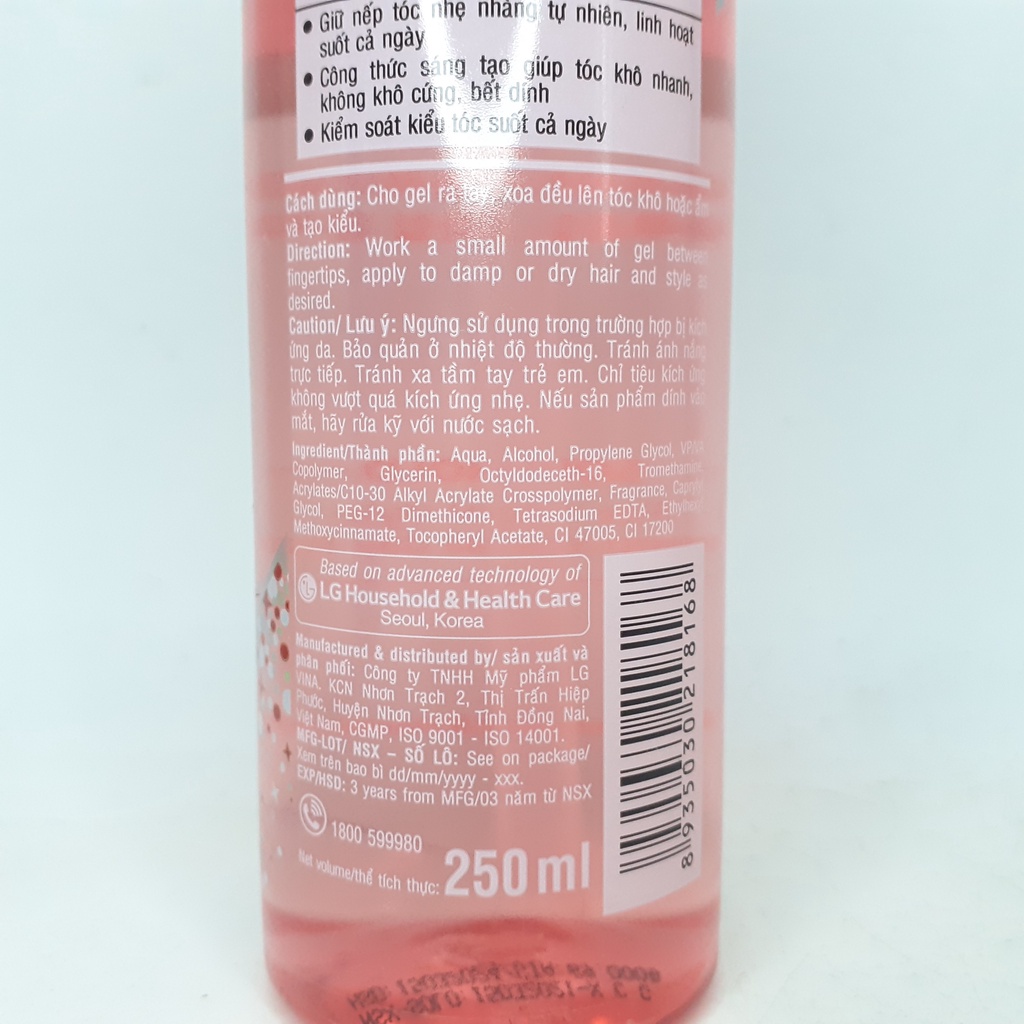 • Giữ nếp tóc nhẹ nhàng tự nhiên, linh hoạt
suốt cả ngày
• Công thức sáng tạo giúp tóc khô nhanh,
không khô cứng, bết dính
• Kiểm soát kiểu tóc suốt cả ngày
Cách dùng: Cho gel ra tay, xoa đều lên tóc khô hoặc ẩm
và tạo kiểu.
Direction: Work a small amount of gel between
fingertips, apply to damp or dry hair and style as
desired.
Caution/ Lưu ý: Ngưng sử dụng trong trường hợp bị kích
ứng da. Bảo quản ở nhiệt độ thường. Tránh ánh nắng
trực tiếp. Tránh xa tầm tay trẻ em. Chỉ tiêu kích ứng
không vượt quá kích ứng nhẹ. Nếu sản phẩm dính vào
mắt, hãy rửa kỹ với nước sạch.
Ingredient/Thành phần: Aqua, Alcohol, Propylene Glycol, VP/VA
Copolymer, Glycerin, Octyldodeceth-16, Tromethamine,
Acrylates/C10-30 Alkyl Acrylate Crosspolymer, Fragrance, Caprylyl
Glycol, PEG-12 Dimethicone, Tetrasodium EDTA, Ethylhexyl
Methoxycinnamate, Tocopheryl Acetate, CI 47005, CI 17200
Based on advanced technology of
LG Household & Health Care
Seoul, Korea
Manufactured & distributed by/ sản xuất và
phân phối: Công ty TNHH Mỹ phẩm LG
VINA. KCN Nhơn Trạch 2, Thị Trấn Hiệp
Phước, Huyện Nhơn Trạch, Tỉnh Đồng Nai,
Việt Nam, CGMP, ISO 9001 - ISO 14001.
MFG-LOT/ NSX – SỐ LÔ: See on package/
Xem trên bao bì dd/mm/yyyy - xxx.
EXP/HSD: 3 years from MFG/03 năm từ NSX
1800 599980
Net volume/thể tích thực: 250 ml
8 935030 218168